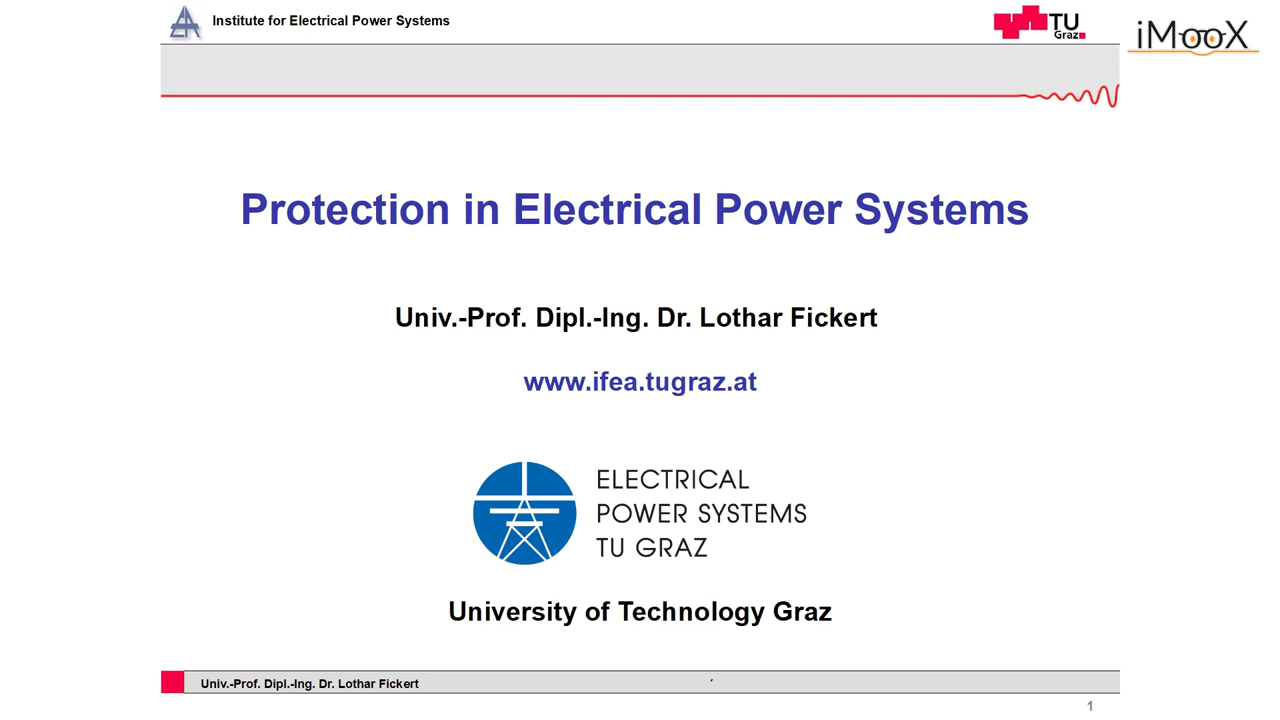 Institute for Electrical Power Systems
TU
Graz
iMooX
Protection in Electrical Power Systems
Univ.-Prof. Dipl.-Ing. Dr. Lothar Fickert
www.ifea.tugraz.at
ELECTRICAL
POWER SYSTEMS
TU GRAZ
University of Technology Graz
Univ.-Prof. Dipl.-Ing. Dr. Lothar Fickert
1